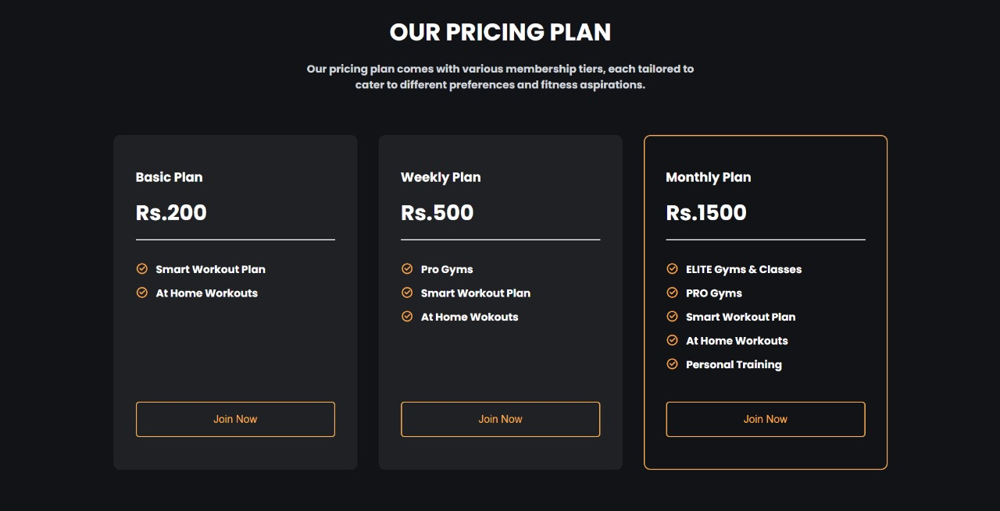 OUR PRICING PLAN
Our pricing plan comes with various membership tiers, each tailored to
cater to different preferences and fitness aspirations.
Basic Plan
Rs.200
Smart Workout Plan
At Home Workouts
Join Now
Weekly Plan
Rs.500
Pro Gyms
Smart Workout Plan
At Home Wokouts
Join Now
Monthly Plan
Rs.1500
ELITE Gyms & Classes
PRO Gyms
Smart Workout Plan
At Home Workouts
Personal Training
Join Now